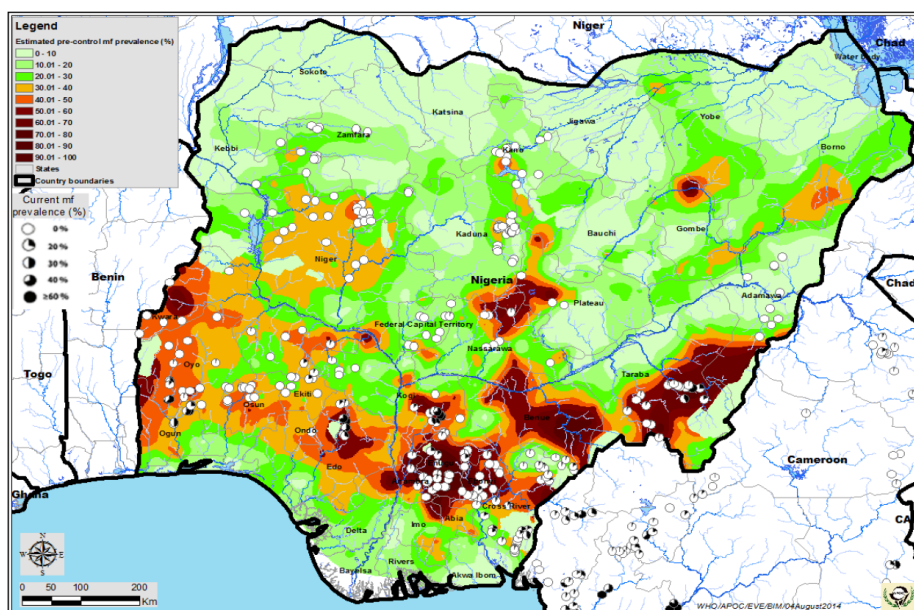 Legend
Estimated pre-control mf prevalence (%)
0 - 10
10.01 - 20
20.01 - 30
30.01 - 40
40.01 - 50
50.01 - 60
60.01 - 70
70.01 - 80
80.01 - 90
90.01 - 100
States
Country boundaries
Current mf
prevalence (%)
0 %
20 %
30 %
40 %
≥60 %
Niger
Chad
Water body
Sokoto
Katsina
Jigawa
Yobe
Zamfara
Borno
Kebbi
Kano
Kaduna
Bauchi
Gombe
Niger
Benin
Nigeria
Chad
Adamawa
Plateau
Kwara
Federal Capital Territory
Nassarawa
Togo
Oyo
Taraba
Ekiti
Kogi
Osun
Ogun
Ondo
Edo
Cameroon
Ghana
Cross River
CA
Imo
Abia
Delta
Rivers
Bayelsa
Akwa Ibom
N
W
E
S
0 50 100 200
Km
WHO/APOC/EVE/BIM/04August2014